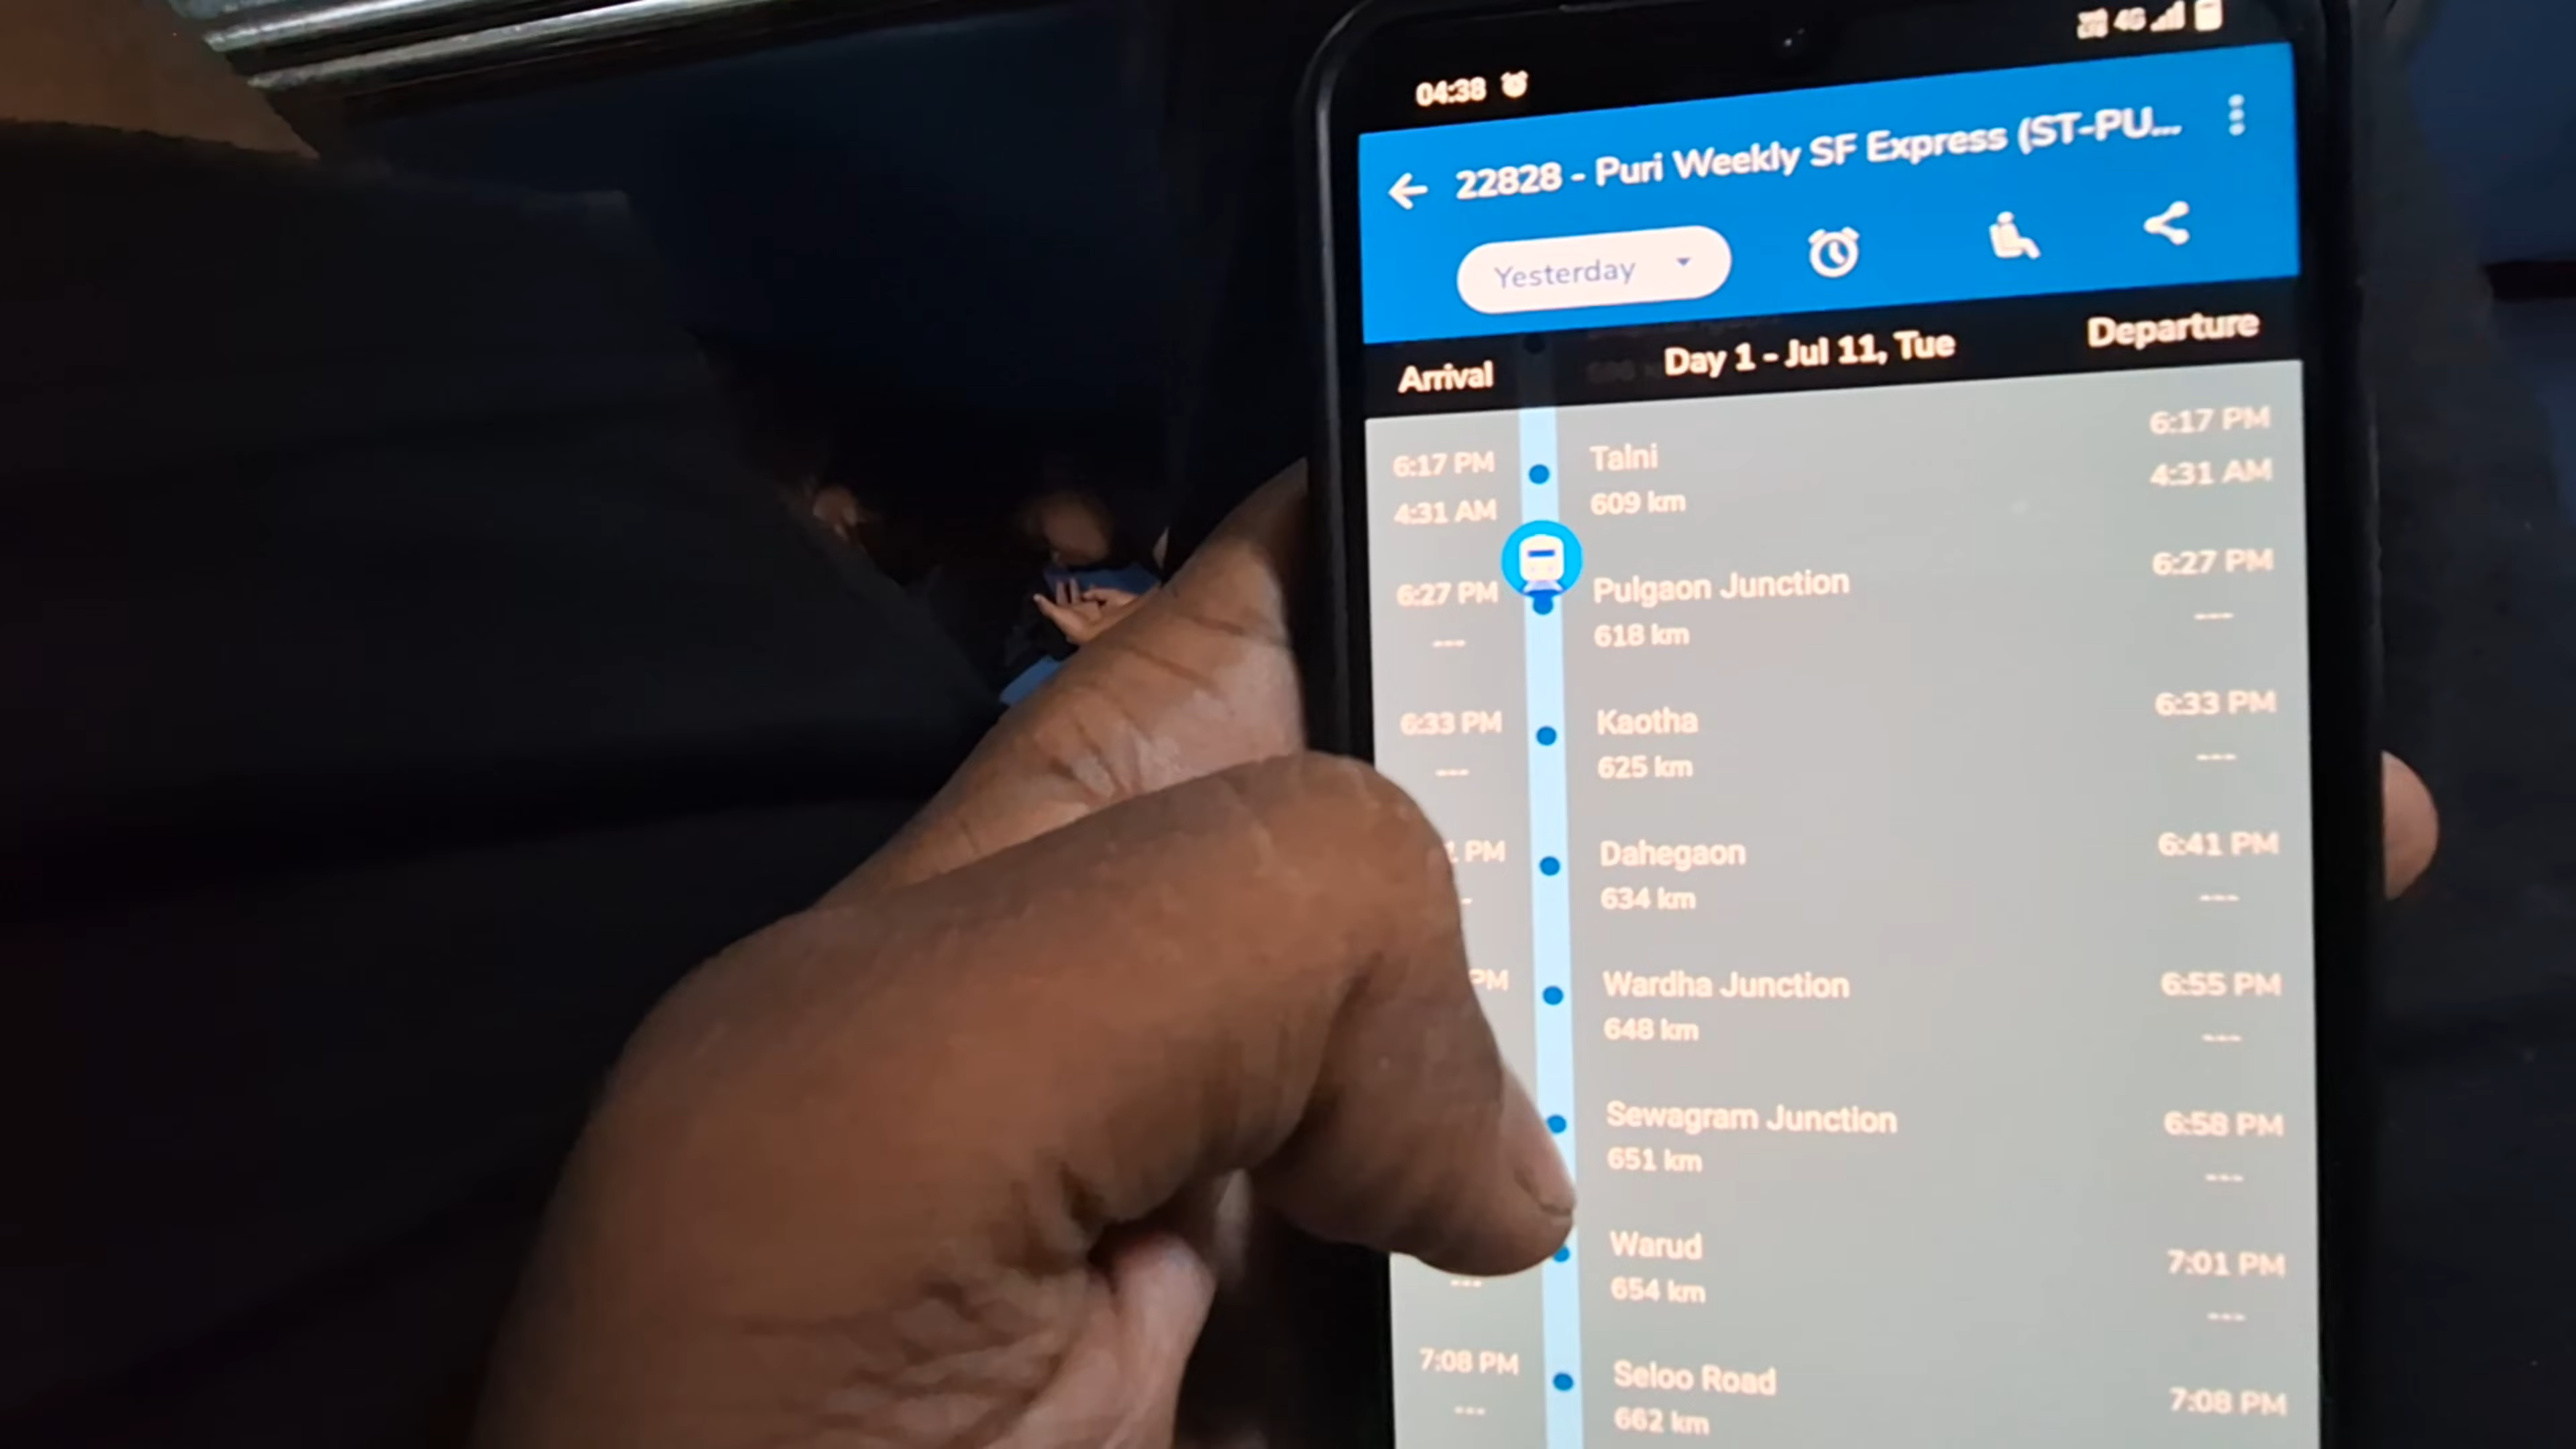 04:38
4G
22828 - Puri Weekly SF Express (ST-PU...
Yesterday
Arrival
Day 1 - Jul 11, Tue
Departure
6:17 PM
4:31 AM
Talni
609 km
6:17 PM
4:31 AM
6:27 PM
---
Pulgaon Junction
618 km
6:27 PM
---
6:33 PM
---
Kaotha
625 km
6:33 PM
---
PM
-
Dahegaon
634 km
6:41 PM
---
PM
Wardha Junction
648 km
6:55 PM
---
Sewagram Junction
651 km
6:58 PM
---
---
Warud
654 km
7:01 PM
---
7:08 PM
---
Seloo Road
662 km
7:08 PM